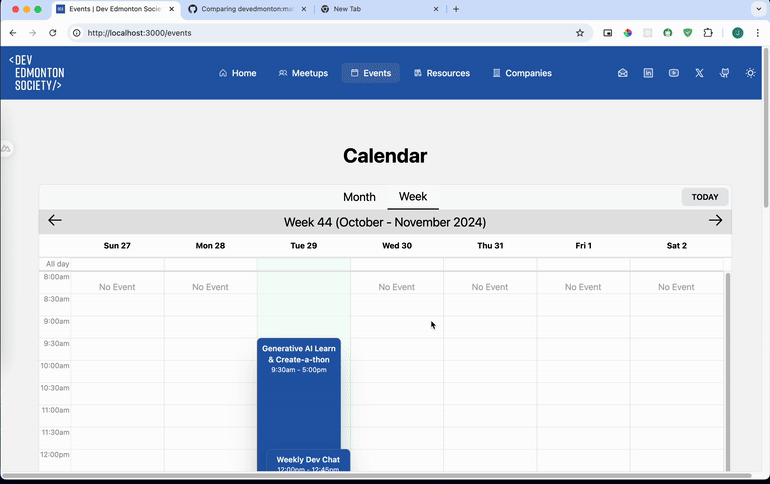 Events | Dev Edmonton Socie
Comparing devedmonton:mai
New Tab
http://localhost:3000/events
<DEV
EDMONTON
SOCIETY/>
Home
Meetups
Events
Resources
Companies
Calendar
Month
Week
TODAY
Week 44 (October - November 2024)
Sun 27
Mon 28
Tue 29
Wed 30
Thu 31
Fri 1
Sat 2
All day
8:00am
No Event
No Event
No Event
No Event
No Event
No Event
8:30am
9:00am
9:30am
Generative AI Learn
& Create-a-thon
9:30am - 5:00pm
10:00am
10:30am
11:00am
11:30am
12:00pm
Weekly Dev Chat
12:00pm - 12:45pm